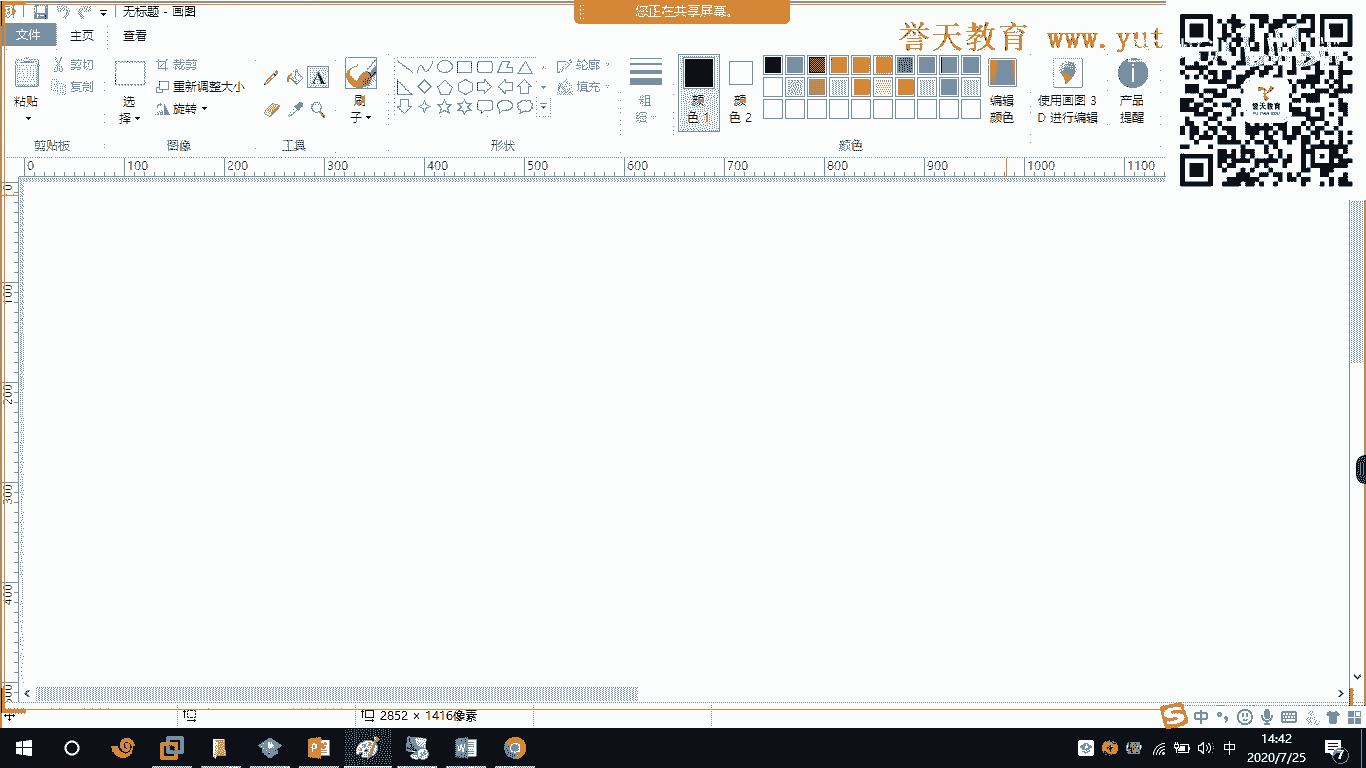 无标题 - 画图
您正在共享屏幕。
文件 主页 查看
誉天教育 www.yut
粘贴
剪切
复制
选择
裁剪
重新调整大小
旋转
A
刷子
轮廓
填充
粗细
颜色 1
颜色 2
编辑颜色
使用画图 3D 进行编辑
产品提醒
誉天教育
剪贴板 图像 工具 形状 颜色
0 100 200 300 400 500 600 700 800 900 1000 1100
0
100
200
300
400
2852 × 1416像素
中
中
14:42
2020/7/25
7